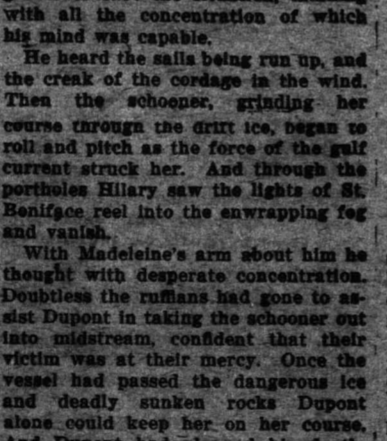 with all the concentration of which
his mind was capable.
He heard the sails being run up, and
the creak of the cordage in the wind.
Then the schooner, grinding her
course through the drift ice, began to
roll and pitch as the force of the gulf
current struck her. And through the
portholes Hilary saw the lights of St.
Boniface reel into the enwrapping fog
and vanish.
With Madeleine's arm about him he
thought with desperate concentration.
Doubtless the ruffians had gone to as-
sist Dupont in taking the schooner out
into midstream, confident that their
victim was at their mercy. Once the
vessel had passed the dangerous ice
and deadly sunken rocks Dupont
alone could keep her on her course.
And Dupont had